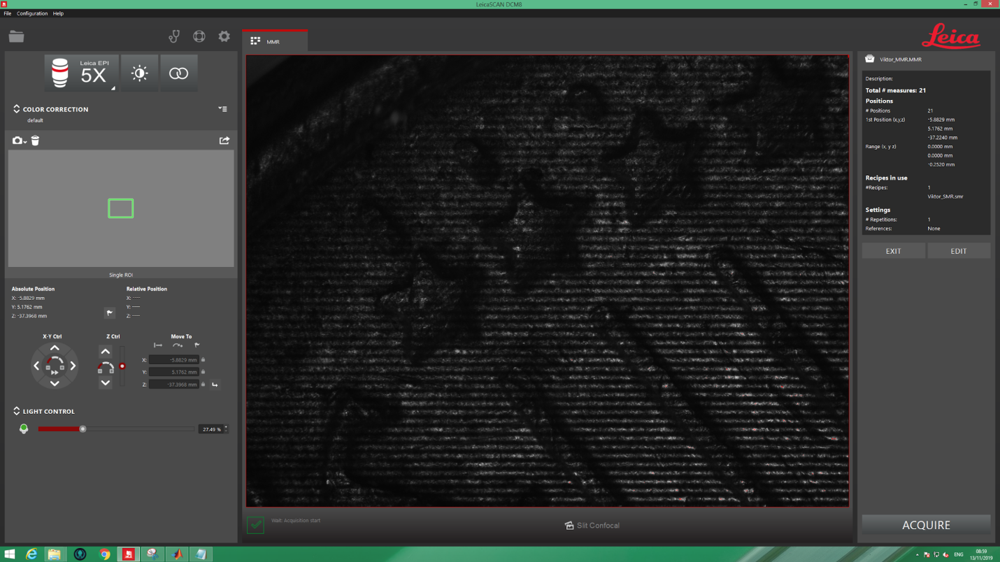 LeicaSCAN DCM8
File Configuration Help
MMR
Leica
Leica EPI
5X
COLOR CORRECTION
default
Single ROI
Absolute Position Relative Position
X: -5.8829 mm X: ----
Y: 5.1762 mm Y: ----
Z: -37.3968 mm Z: ----
X-Y Ctrl Z Ctrl Move To
X: -5.8829 mm
Y: 5.1762 mm
Z: -37.3968 mm
LIGHT CONTROL
27.49 %
Wait: Acquisition start
Slit Confocal
Viktor_MMR.MMR
Description:
Total # measures: 21
Positions
# Positions 21
1st Position (x,y,z) -5.8829 mm
5.1762 mm
-37.2240 mm
Range (x, y z) 0.0000 mm
0.0000 mm
-0.2520 mm
Recipes in use
#Recipes: 1
Viktor_SMR.smr
Settings
# Repetitions: 1
References: None
EXIT EDIT
ACQUIRE
ENG
08:59
13/11/2019